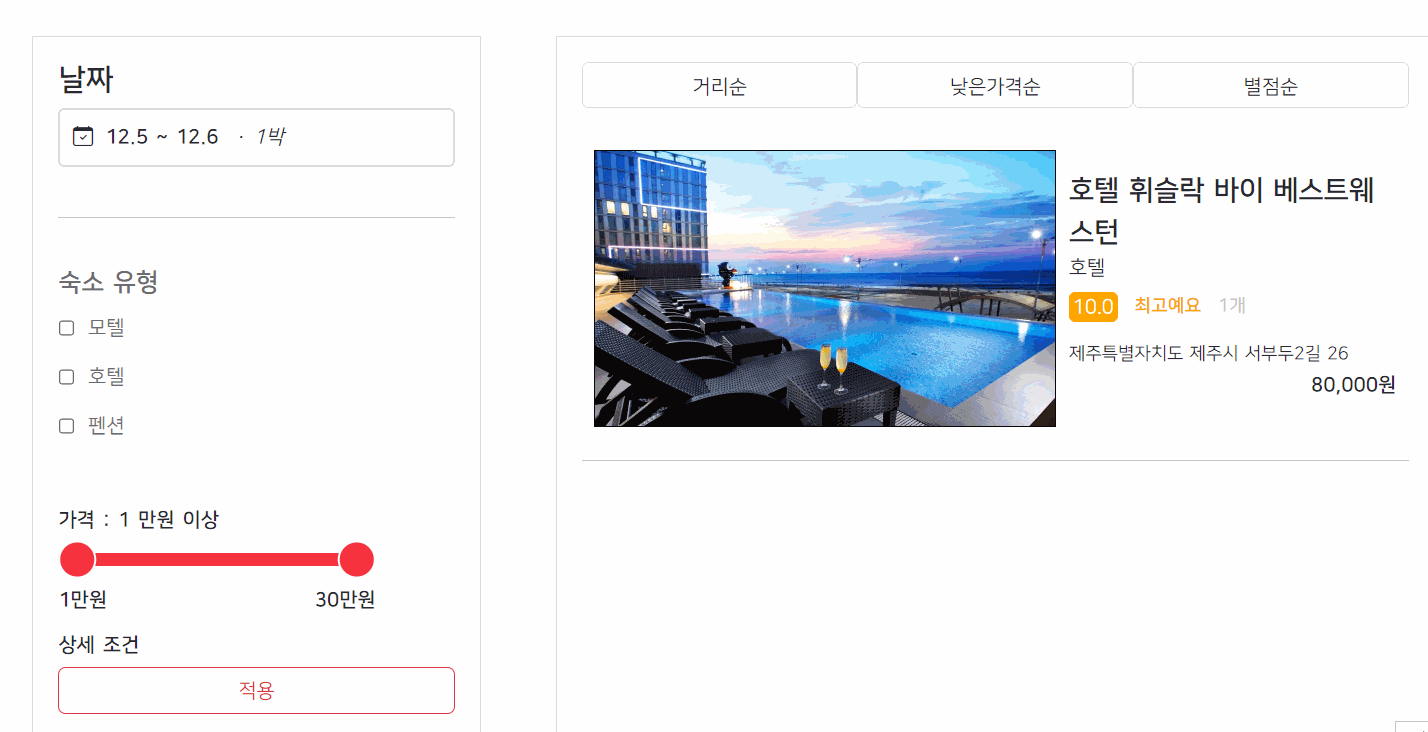 날짜
12.5 ~ 12.6 · 1박
숙소 유형
모텔
호텔
펜션
가격 : 1 만원 이상
1만원 30만원
상세 조건
적용
거리순 낮은가격순 별점순
호텔 휘슬락 바이 베스트웨
스턴
호텔
10.0 최고예요 1개
제주특별자치도 제주시 서부두2길 26
80,000원